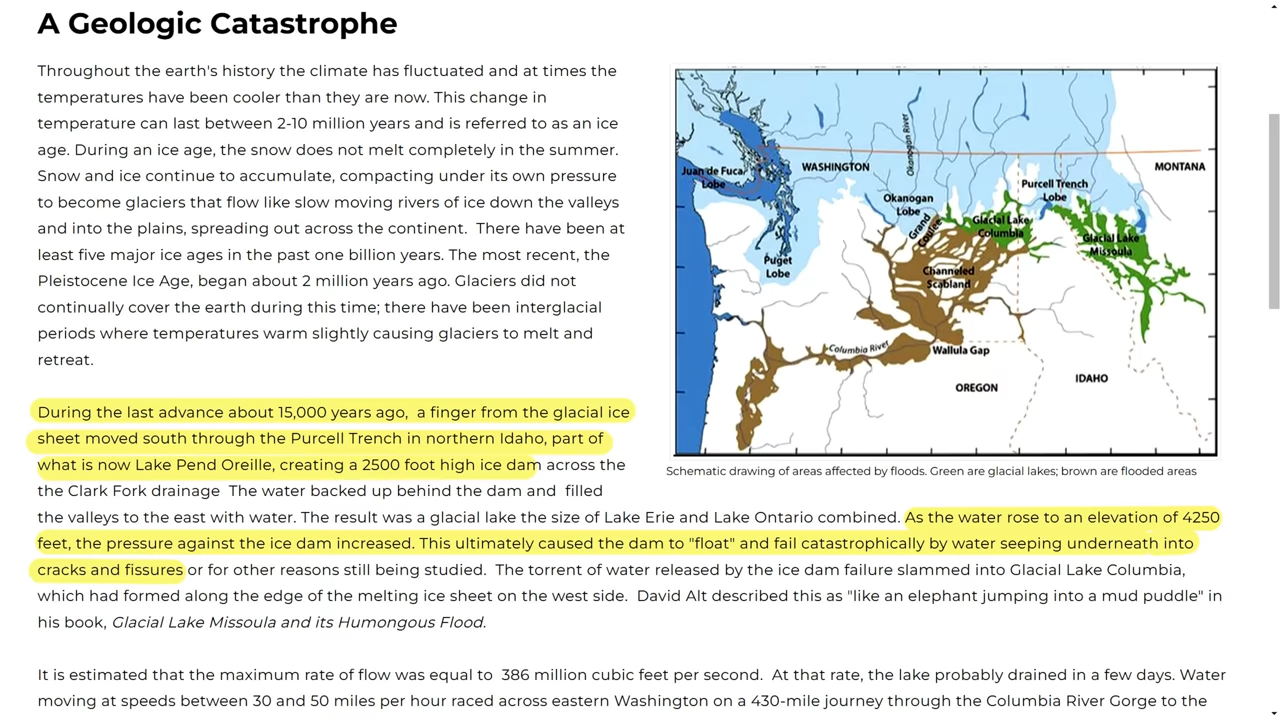 A Geologic Catastrophe
Throughout the earth's history the climate has fluctuated and at times the
temperatures have been cooler than they are now. This change in
temperature can last between 2-10 million years and is referred to as an ice
age. During an ice age, the snow does not melt completely in the summer.
Snow and ice continue to accumulate, compacting under its own pressure
to become glaciers that flow like slow moving rivers of ice down the valleys
and into the plains, spreading out across the continent.  There have been at
least five major ice ages in the past one billion years. The most recent, the
Pleistocene Ice Age, began about 2 million years ago. Glaciers did not
continually cover the earth during this time; there have been interglacial
periods where temperatures warm slightly causing glaciers to melt and
retreat.
WASHINGTON
Okanogan River
MONTANA
Juan de Fuca
Lobe
Purcell Trench
Lobe
Okanogan
Lobe
Grand
Coulee
Glacial Lake
Columbia
Glacial Lake
Missoula
Puget
Lobe
Channeled
Scabland
Columbia River
Wallula Gap
OREGON
IDAHO
Schematic drawing of areas affected by floods. Green are glacial lakes; brown are flooded areas
During the last advance about 15,000 years ago,  a finger from the glacial ice
sheet moved south through the Purcell Trench in northern Idaho, part of
what is now Lake Pend Oreille, creating a 2500 foot high ice dam across the
the Clark Fork drainage  The water backed up behind the dam and  filled
the valleys to the east with water. The result was a glacial lake the size of Lake Erie and Lake Ontario combined. As the water rose to an elevation of 4250
feet, the pressure against the ice dam increased. This ultimately caused the dam to "float" and fail catastrophically by water seeping underneath into
cracks and fissures or for other reasons still being studied.  The torrent of water released by the ice dam failure slammed into Glacial Lake Columbia,
which had formed along the edge of the melting ice sheet on the west side.  David Alt described this as "like an elephant jumping into a mud puddle" in
his book, Glacial Lake Missoula and its Humongous Flood.
It is estimated that the maximum rate of flow was equal to  386 million cubic feet per second.  At that rate, the lake probably drained in a few days. Water
moving at speeds between 30 and 50 miles per hour raced across eastern Washington on a 430-mile journey through the Columbia River Gorge to the